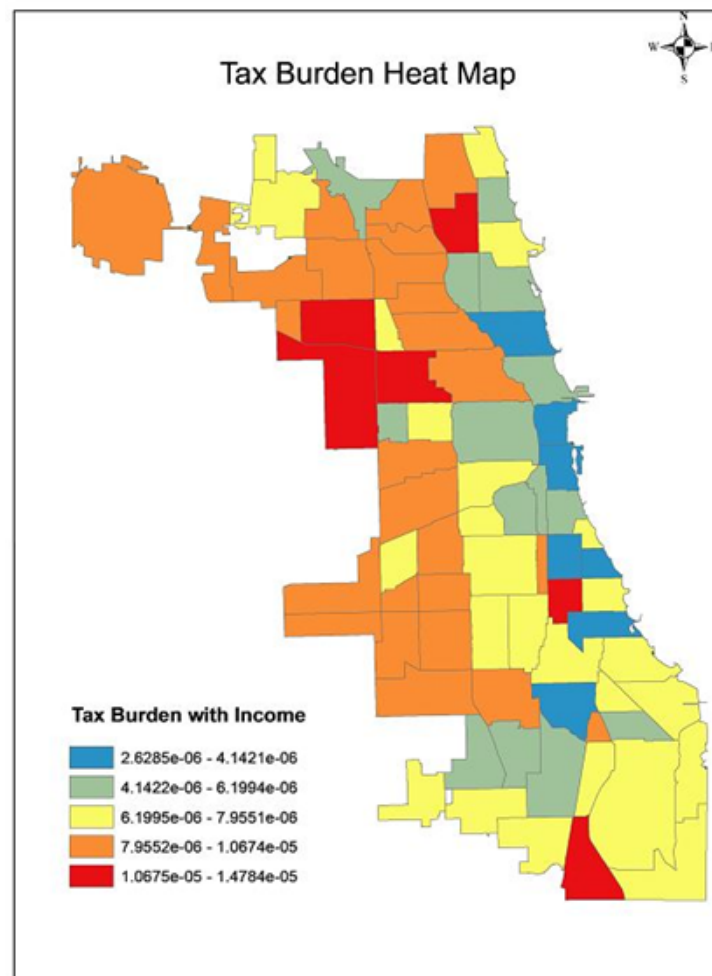 N
W
S
Tax Burden Heat Map
Tax Burden with Income
2.6285e-06 - 4.1421e-06
4.1422e-06 - 6.1994e-06
6.1995e-06 - 7.9551e-06
7.9552e-06 - 1.0674e-05
1.0675e-05 - 1.4784e-05